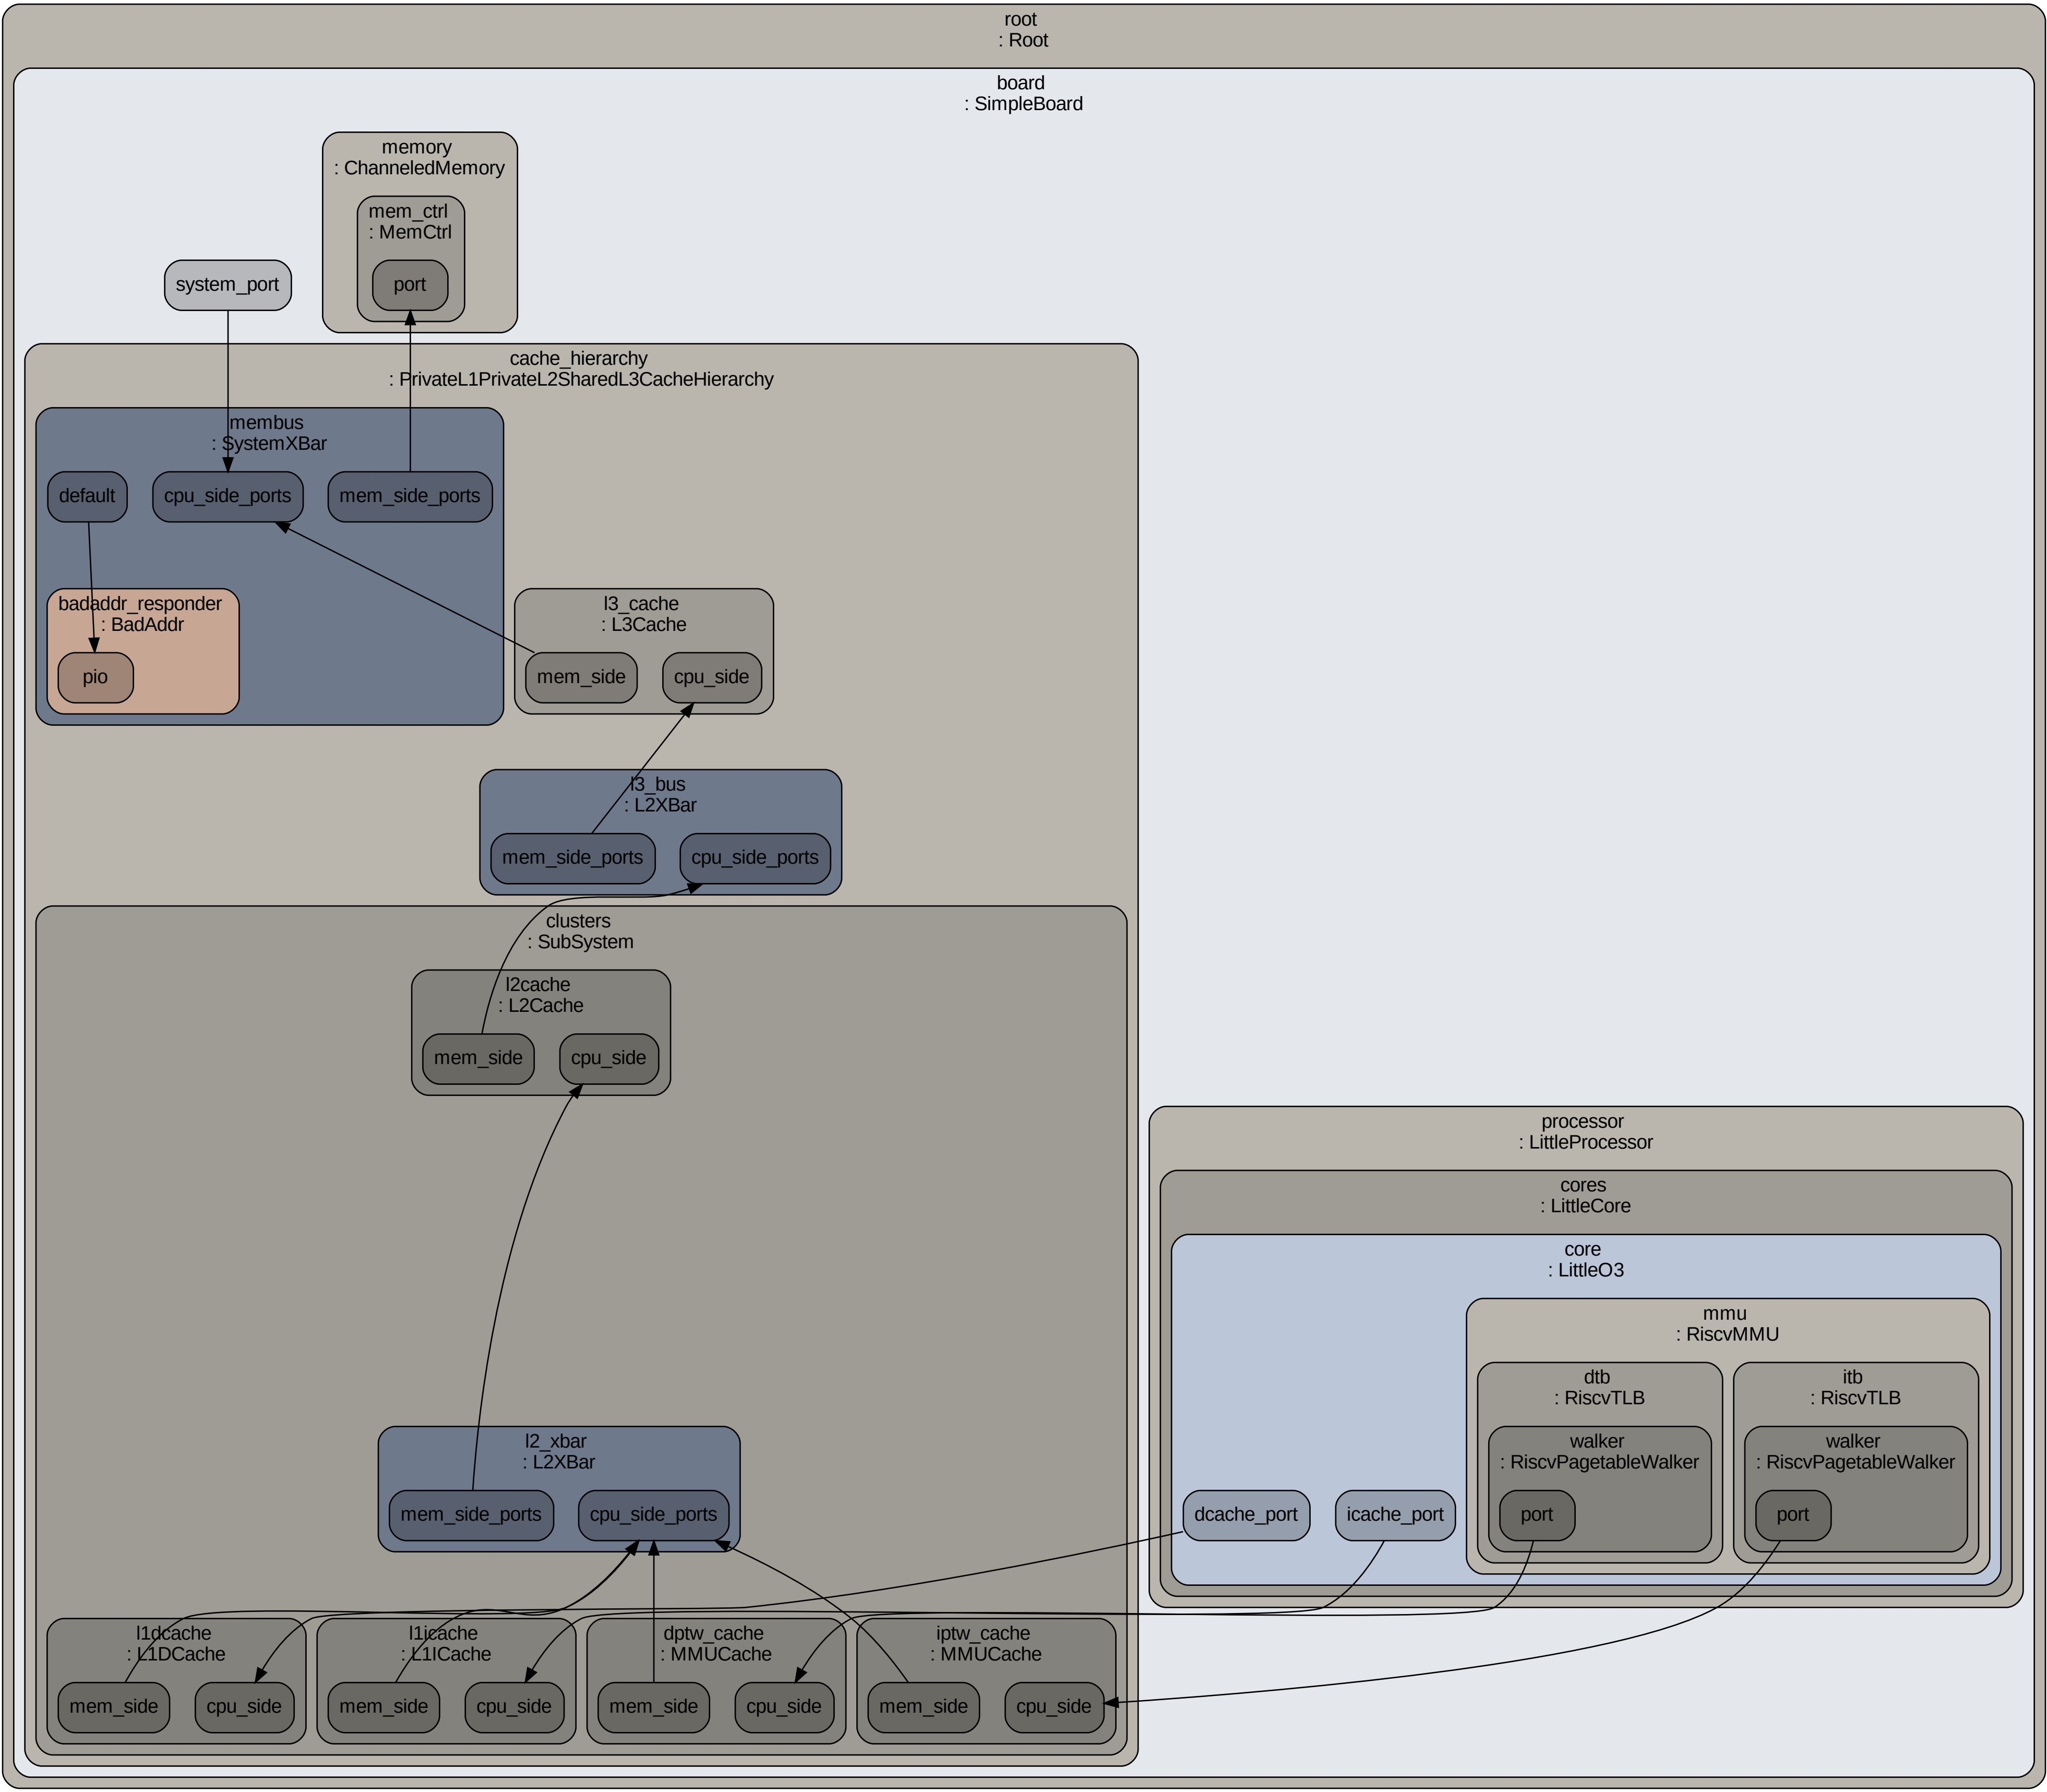 root
: Root
board
: SimpleBoard
memory
: ChanneledMemory
mem_ctrl
: MemCtrl
system_port
port
cache_hierarchy
: PrivateL1PrivateL2SharedL3CacheHierarchy
membus
: SystemXBar
default
cpu_side_ports
mem_side_ports
badaddr_responder
: BadAddr
pio
l3_cache
: L3Cache
mem_side
cpu_side
l3_bus
: L2XBar
mem_side_ports
cpu_side_ports
clusters
: SubSystem
l2cache
: L2Cache
mem_side
cpu_side
l2_xbar
: L2XBar
mem_side_ports
cpu_side_ports
l1dcache
: L1DCache
mem_side
cpu_side
l1icache
: L1ICache
mem_side
cpu_side
dptw_cache
: MMUCache
mem_side
cpu_side
iptw_cache
: MMUCache
mem_side
cpu_side
processor
: LittleProcessor
cores
: LittleCore
core
: LittleO3
mmu
: RiscvMMU
dtb
: RiscvTLB
walker
: RiscvPagetableWalker
port
itb
: RiscvTLB
walker
: RiscvPagetableWalker
port
dcache_port
icache_port